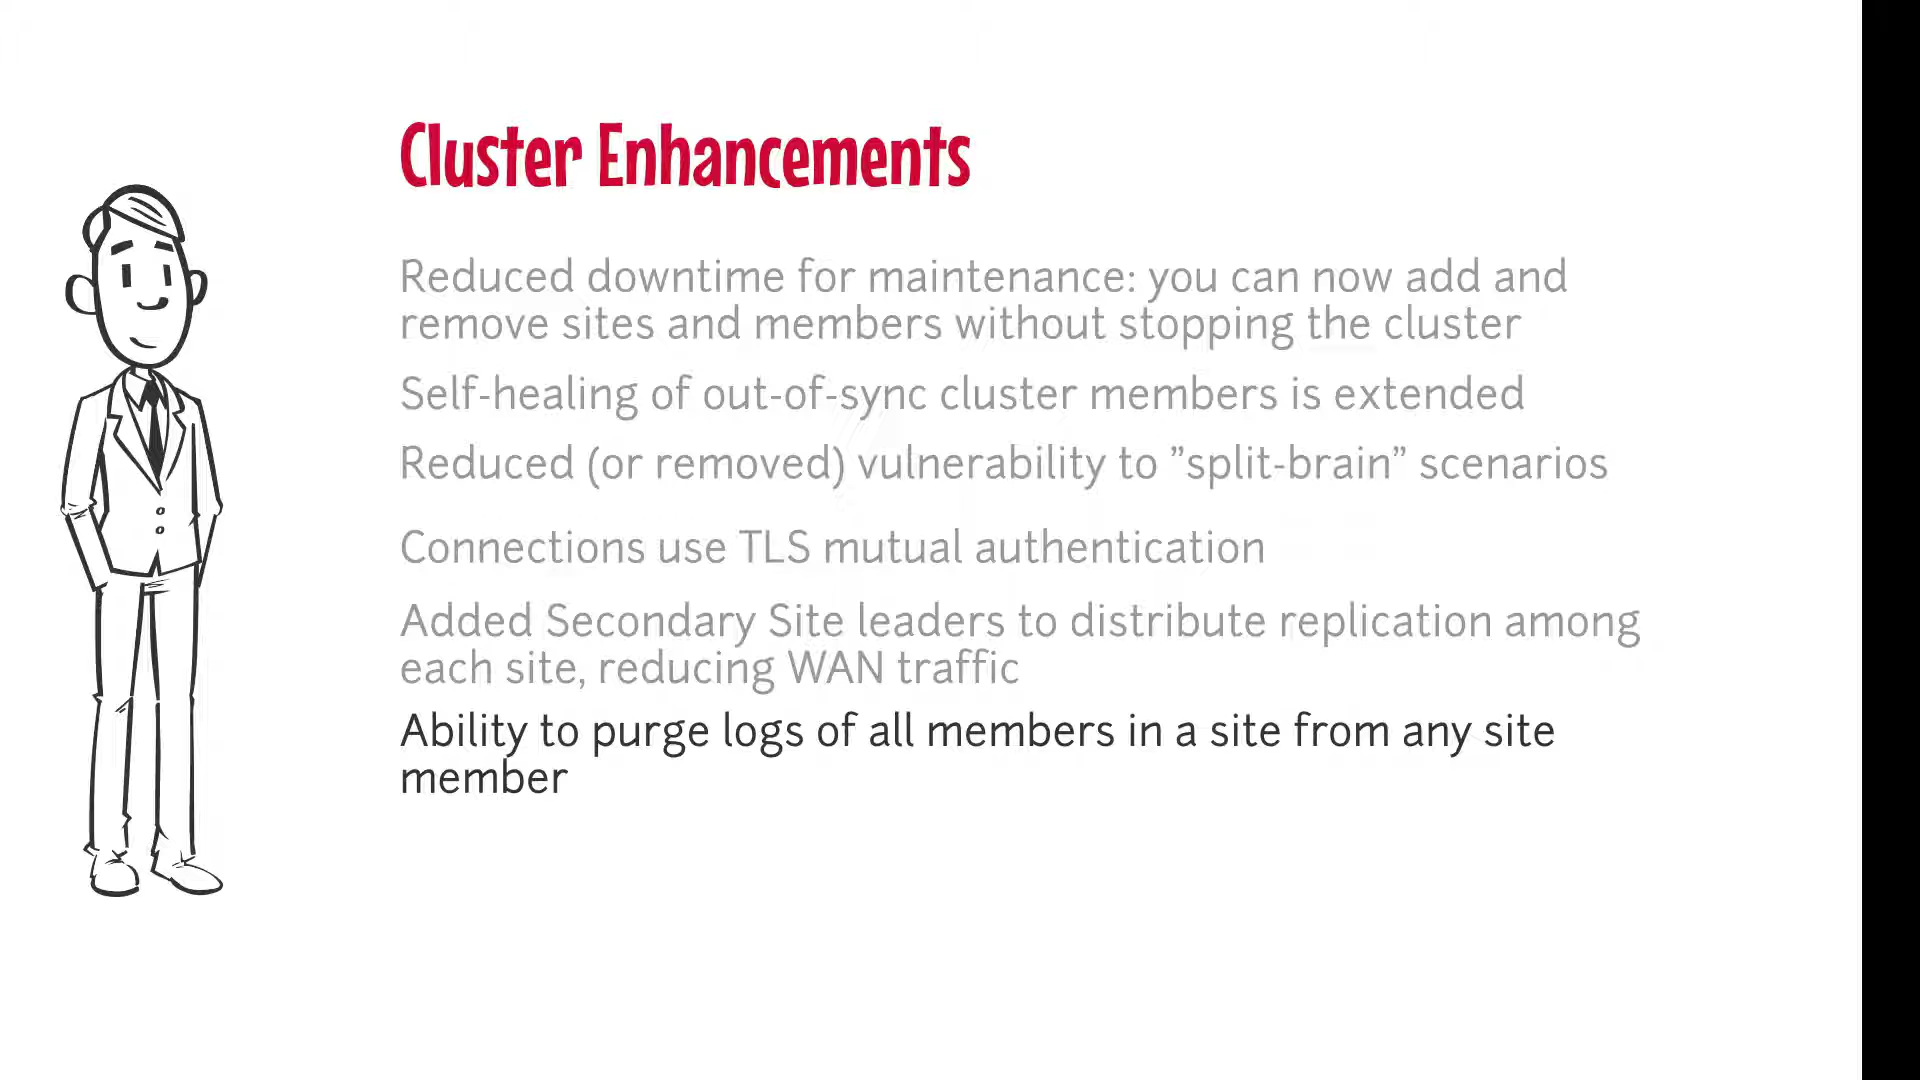 Cluster Enhancements
Reduced downtime for maintenance: you can now add and
remove sites and members without stopping the cluster
Self-healing of out-of-sync cluster members is extended
Reduced (or removed) vulnerability to ”split-brain” scenarios
Connections use TLS mutual authentication
Added Secondary Site leaders to distribute replication among
each site, reducing WAN traffic
Ability to purge logs of all members in a site from any site
member